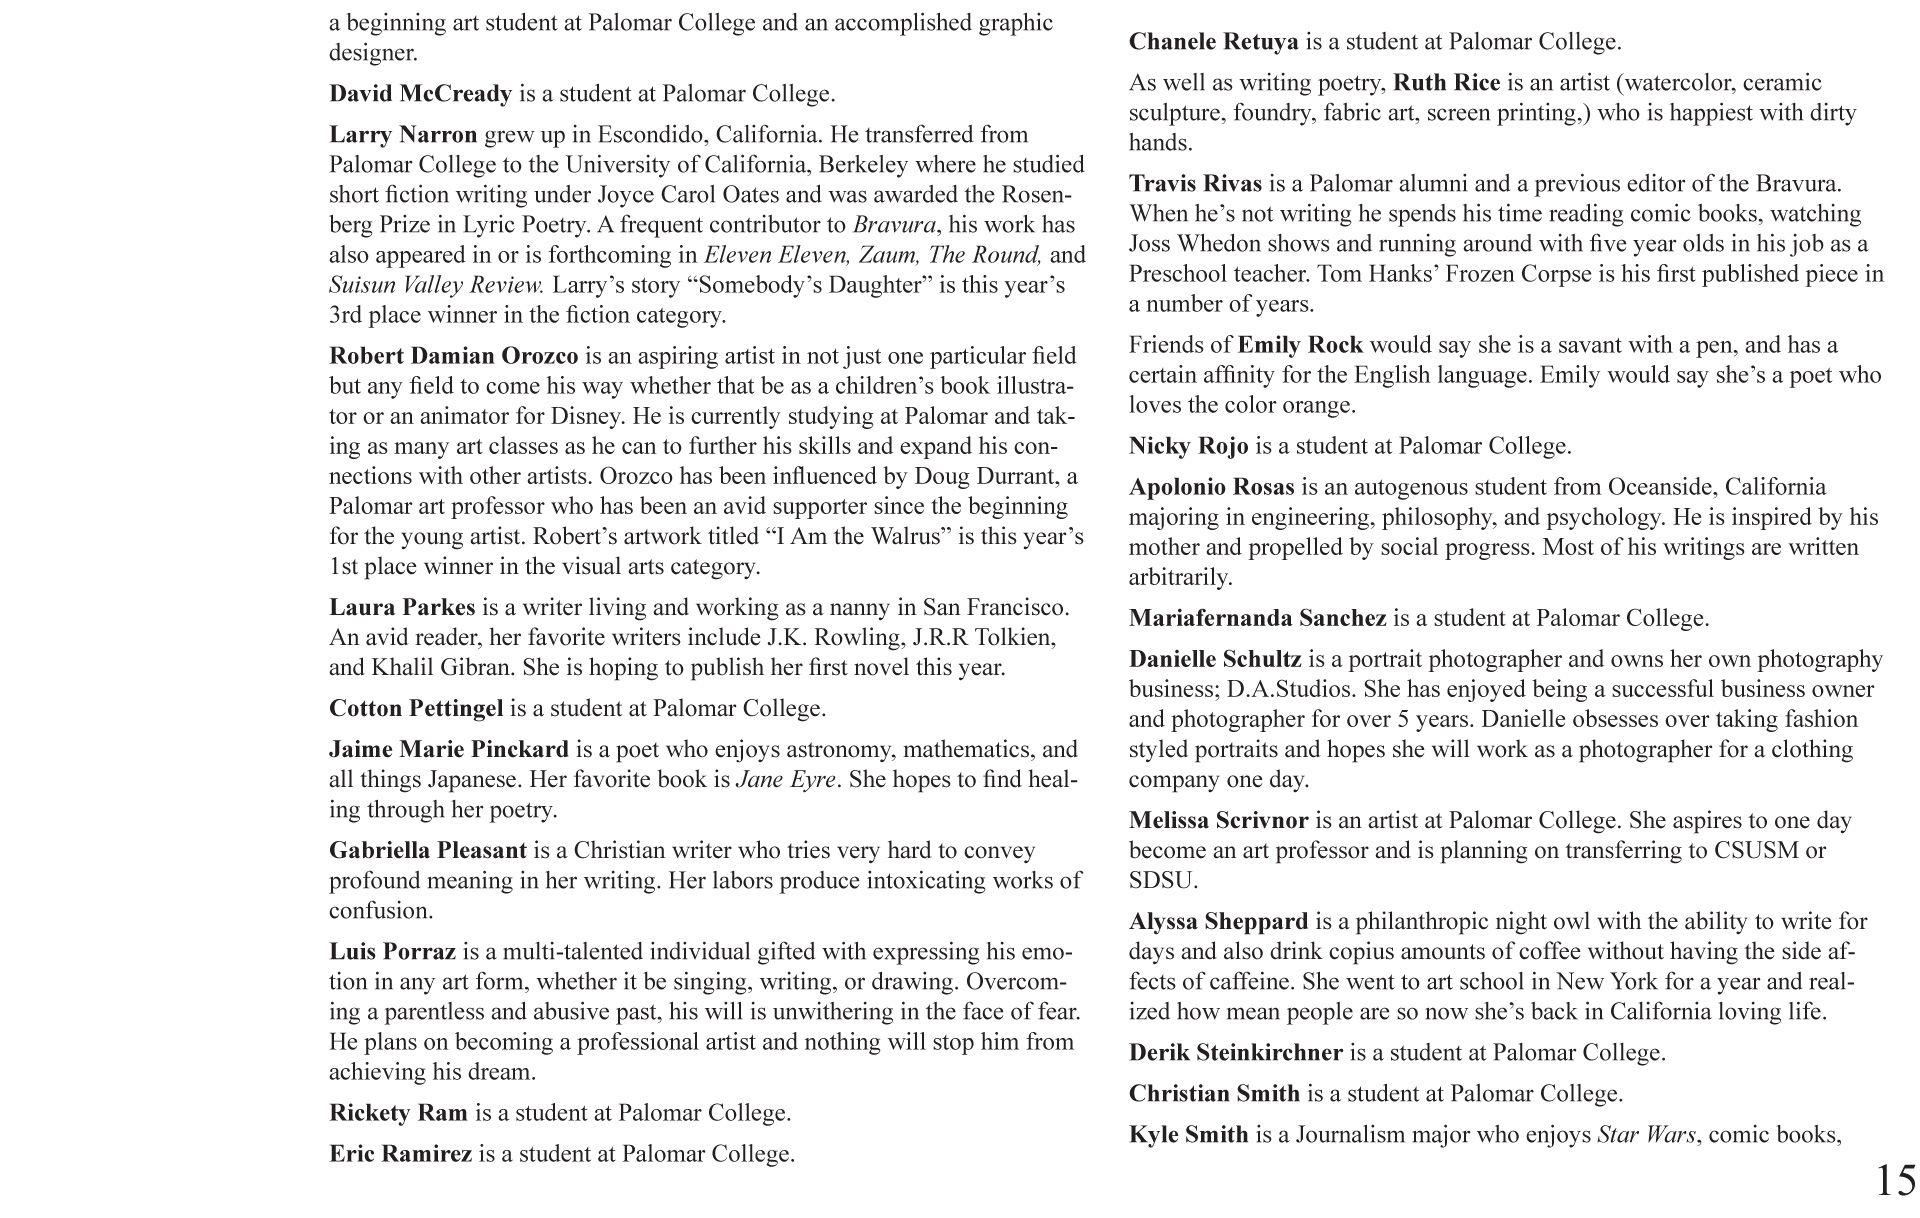 a beginning art student at Palomar College and an accomplished graphic
designer.
David McCready is a student at Palomar College.
Larry Narron grew up in Escondido, California. He transferred from
Palomar College to the University of California, Berkeley where he studied
short fiction writing under Joyce Carol Oates and was awarded the Rosen-
berg Prize in Lyric Poetry. A frequent contributor to Bravura, his work has
also appeared in or is forthcoming in Eleven Eleven, Zaum, The Round, and
Suisun Valley Review. Larry’s story “Somebody’s Daughter” is this year’s
3rd place winner in the fiction category.
Robert Damian Orozco is an aspiring artist in not just one particular field
but any field to come his way whether that be as a children’s book illustra-
tor or an animator for Disney. He is currently studying at Palomar and tak-
ing as many art classes as he can to further his skills and expand his con-
nections with other artists. Orozco has been influenced by Doug Durrant, a
Palomar art professor who has been an avid supporter since the beginning
for the young artist. Robert’s artwork titled “I Am the Walrus” is this year’s
1st place winner in the visual arts category.
Laura Parkes is a writer living and working as a nanny in San Francisco.
An avid reader, her favorite writers include J.K. Rowling, J.R.R Tolkien,
and Khalil Gibran. She is hoping to publish her first novel this year.
Cotton Pettingel is a student at Palomar College.
Jaime Marie Pinckard is a poet who enjoys astronomy, mathematics, and
all things Japanese. Her favorite book is Jane Eyre. She hopes to find heal-
ing through her poetry.
Gabriella Pleasant is a Christian writer who tries very hard to convey
profound meaning in her writing. Her labors produce intoxicating works of
confusion.
Luis Porraz is a multi-talented individual gifted with expressing his emo-
tion in any art form, whether it be singing, writing, or drawing. Overcom-
ing a parentless and abusive past, his will is unwithering in the face of fear.
He plans on becoming a professional artist and nothing will stop him from
achieving his dream.
Rickety Ram is a student at Palomar College.
Eric Ramirez is a student at Palomar College.
Chanele Retuya is a student at Palomar College.
As well as writing poetry, Ruth Rice is an artist (watercolor, ceramic
sculpture, foundry, fabric art, screen printing,) who is happiest with dirty
hands.
Travis Rivas is a Palomar alumni and a previous editor of the Bravura.
When he’s not writing he spends his time reading comic books, watching
Joss Whedon shows and running around with five year olds in his job as a
Preschool teacher. Tom Hanks’ Frozen Corpse is his first published piece in
a number of years.
Friends of Emily Rock would say she is a savant with a pen, and has a
certain affinity for the English language. Emily would say she’s a poet who
loves the color orange.
Nicky Rojo is a student at Palomar College.
Apolonio Rosas is an autogenous student from Oceanside, California
majoring in engineering, philosophy, and psychology. He is inspired by his
mother and propelled by social progress. Most of his writings are written
arbitrarily.
Mariafernanda Sanchez is a student at Palomar College.
Danielle Schultz is a portrait photographer and owns her own photography
business; D.A.Studios. She has enjoyed being a successful business owner
and photographer for over 5 years. Danielle obsesses over taking fashion
styled portraits and hopes she will work as a photographer for a clothing
company one day.
Melissa Scrivnor is an artist at Palomar College. She aspires to one day
become an art professor and is planning on transferring to CSUSM or
SDSU.
Alyssa Sheppard is a philanthropic night owl with the ability to write for
days and also drink copius amounts of coffee without having the side af-
fects of caffeine. She went to art school in New York for a year and real-
ized how mean people are so now she’s back in California loving life.
Derik Steinkirchner is a student at Palomar College.
Christian Smith is a student at Palomar College.
Kyle Smith is a Journalism major who enjoys Star Wars, comic books,
15